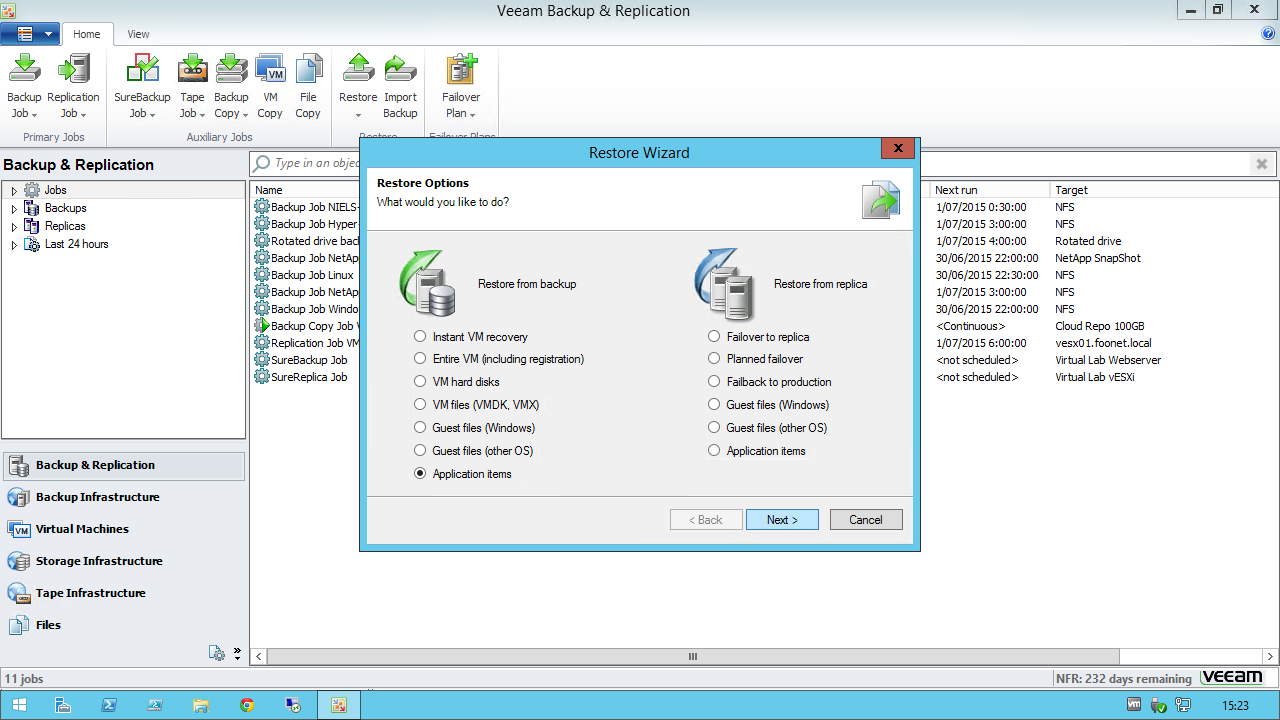 Veeam Backup & Replication
Home View
Backup Job
Replication Job
SureBackup Job
Tape Job
Backup Copy
VM Copy
File Copy
Restore
Import Backup
Failover Plan
Primary Jobs
Auxiliary Jobs
Restore
Failover Plans
Backup & Replication
Jobs
Backups
Replicas
Last 24 hours
Type in an objec
Name Next run Target
Backup Job NIELS- 1/07/2015 0:30:00 NFS
Backup Job Hyper- 1/07/2015 3:00:00 NFS
Rotated drive bac 1/07/2015 4:00:00 Rotated drive
Backup Job NetAp 30/06/2015 22:00:00 NetApp SnapShot
Backup Job Linux 30/06/2015 22:30:00 NFS
Backup Job NetAp 1/07/2015 3:00:00 NFS
Backup Job Windo 30/06/2015 22:00:00 NFS
Backup Copy Job <Continuous> Cloud Repo 100GB
Replication Job VM 1/07/2015 6:00:00 vesx01.foonet.local
SureBackup Job <not scheduled> Virtual Lab Webserver
SureReplica Job <not scheduled> Virtual Lab vESXi
Restore Wizard
X
Restore Options
What would you like to do?
Restore from backup
Instant VM recovery
Entire VM (including registration)
VM hard disks
VM files (VMDK, VMX)
Guest files (Windows)
Guest files (other OS)
Application items
Restore from replica
Failover to replica
Planned failover
Failback to production
Guest files (Windows)
Guest files (other OS)
Application items
< Back Next > Cancel
Backup & Replication
Backup Infrastructure
VM Virtual Machines
Storage Infrastructure
Tape Infrastructure
Files
11 jobs
NFR: 232 days remaining
veeam
vm
15:23